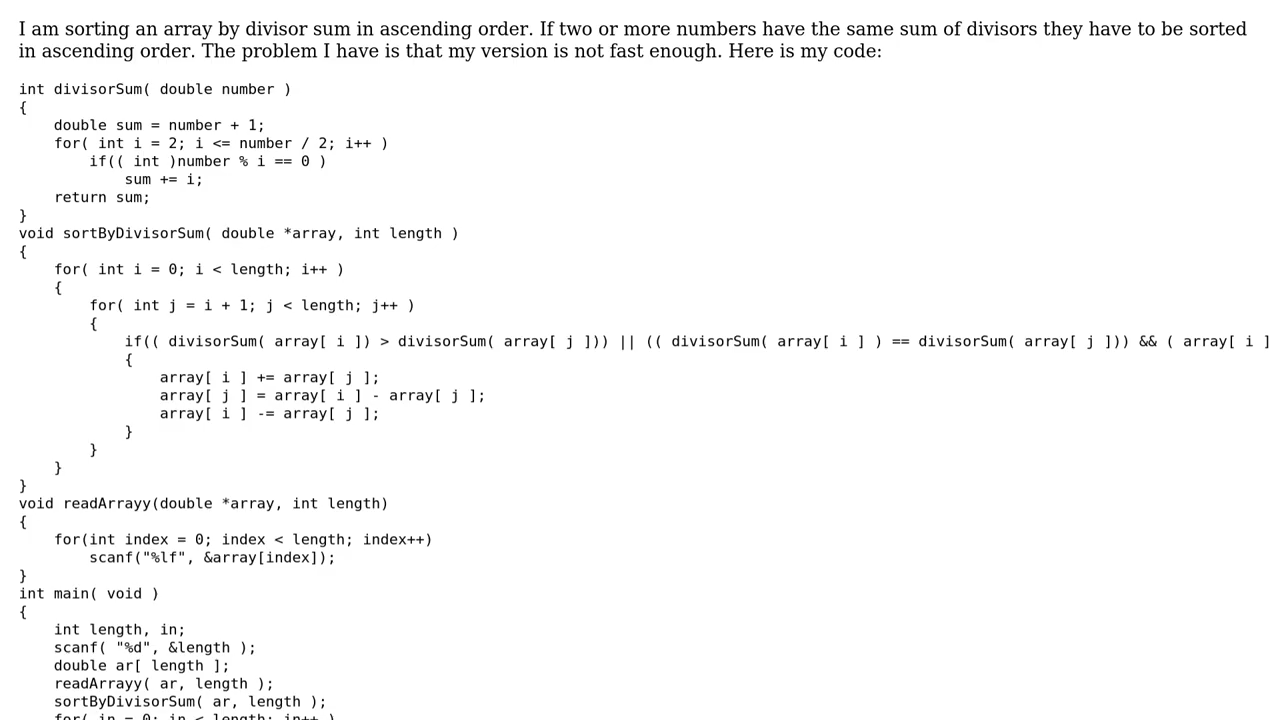 I am sorting an array by divisor sum in ascending order. If two or more numbers have the same sum of divisors they have to be sorted
in ascending order. The problem I have is that my version is not fast enough. Here is my code:
int divisorSum( double number )
{
    double sum = number + 1;
    for( int i = 2; i <= number / 2; i++ )
        if(( int )number % i == 0 )
            sum += i;
    return sum;
}
void sortByDivisorSum( double *array, int length )
{
    for( int i = 0; i < length; i++ )
    {
        for( int j = i + 1; j < length; j++ )
        {
            if(( divisorSum( array[ i ]) > divisorSum( array[ j ])) || (( divisorSum( array[ i ] ) == divisorSum( array[ j ])) && ( array[ i ]
            {
                array[ i ] += array[ j ];
                array[ j ] = array[ i ] - array[ j ];
                array[ i ] -= array[ j ];
            }
        }
    }
}
void readArrayy(double *array, int length)
{
    for(int index = 0; index < length; index++)
        scanf("%lf", &array[index]);
}
int main( void )
{
    int length, in;
    scanf( "%d", &length );
    double ar[ length ];
    readArrayy( ar, length );
    sortByDivisorSum( ar, length );
    for( in = 0; in < length; in++ )